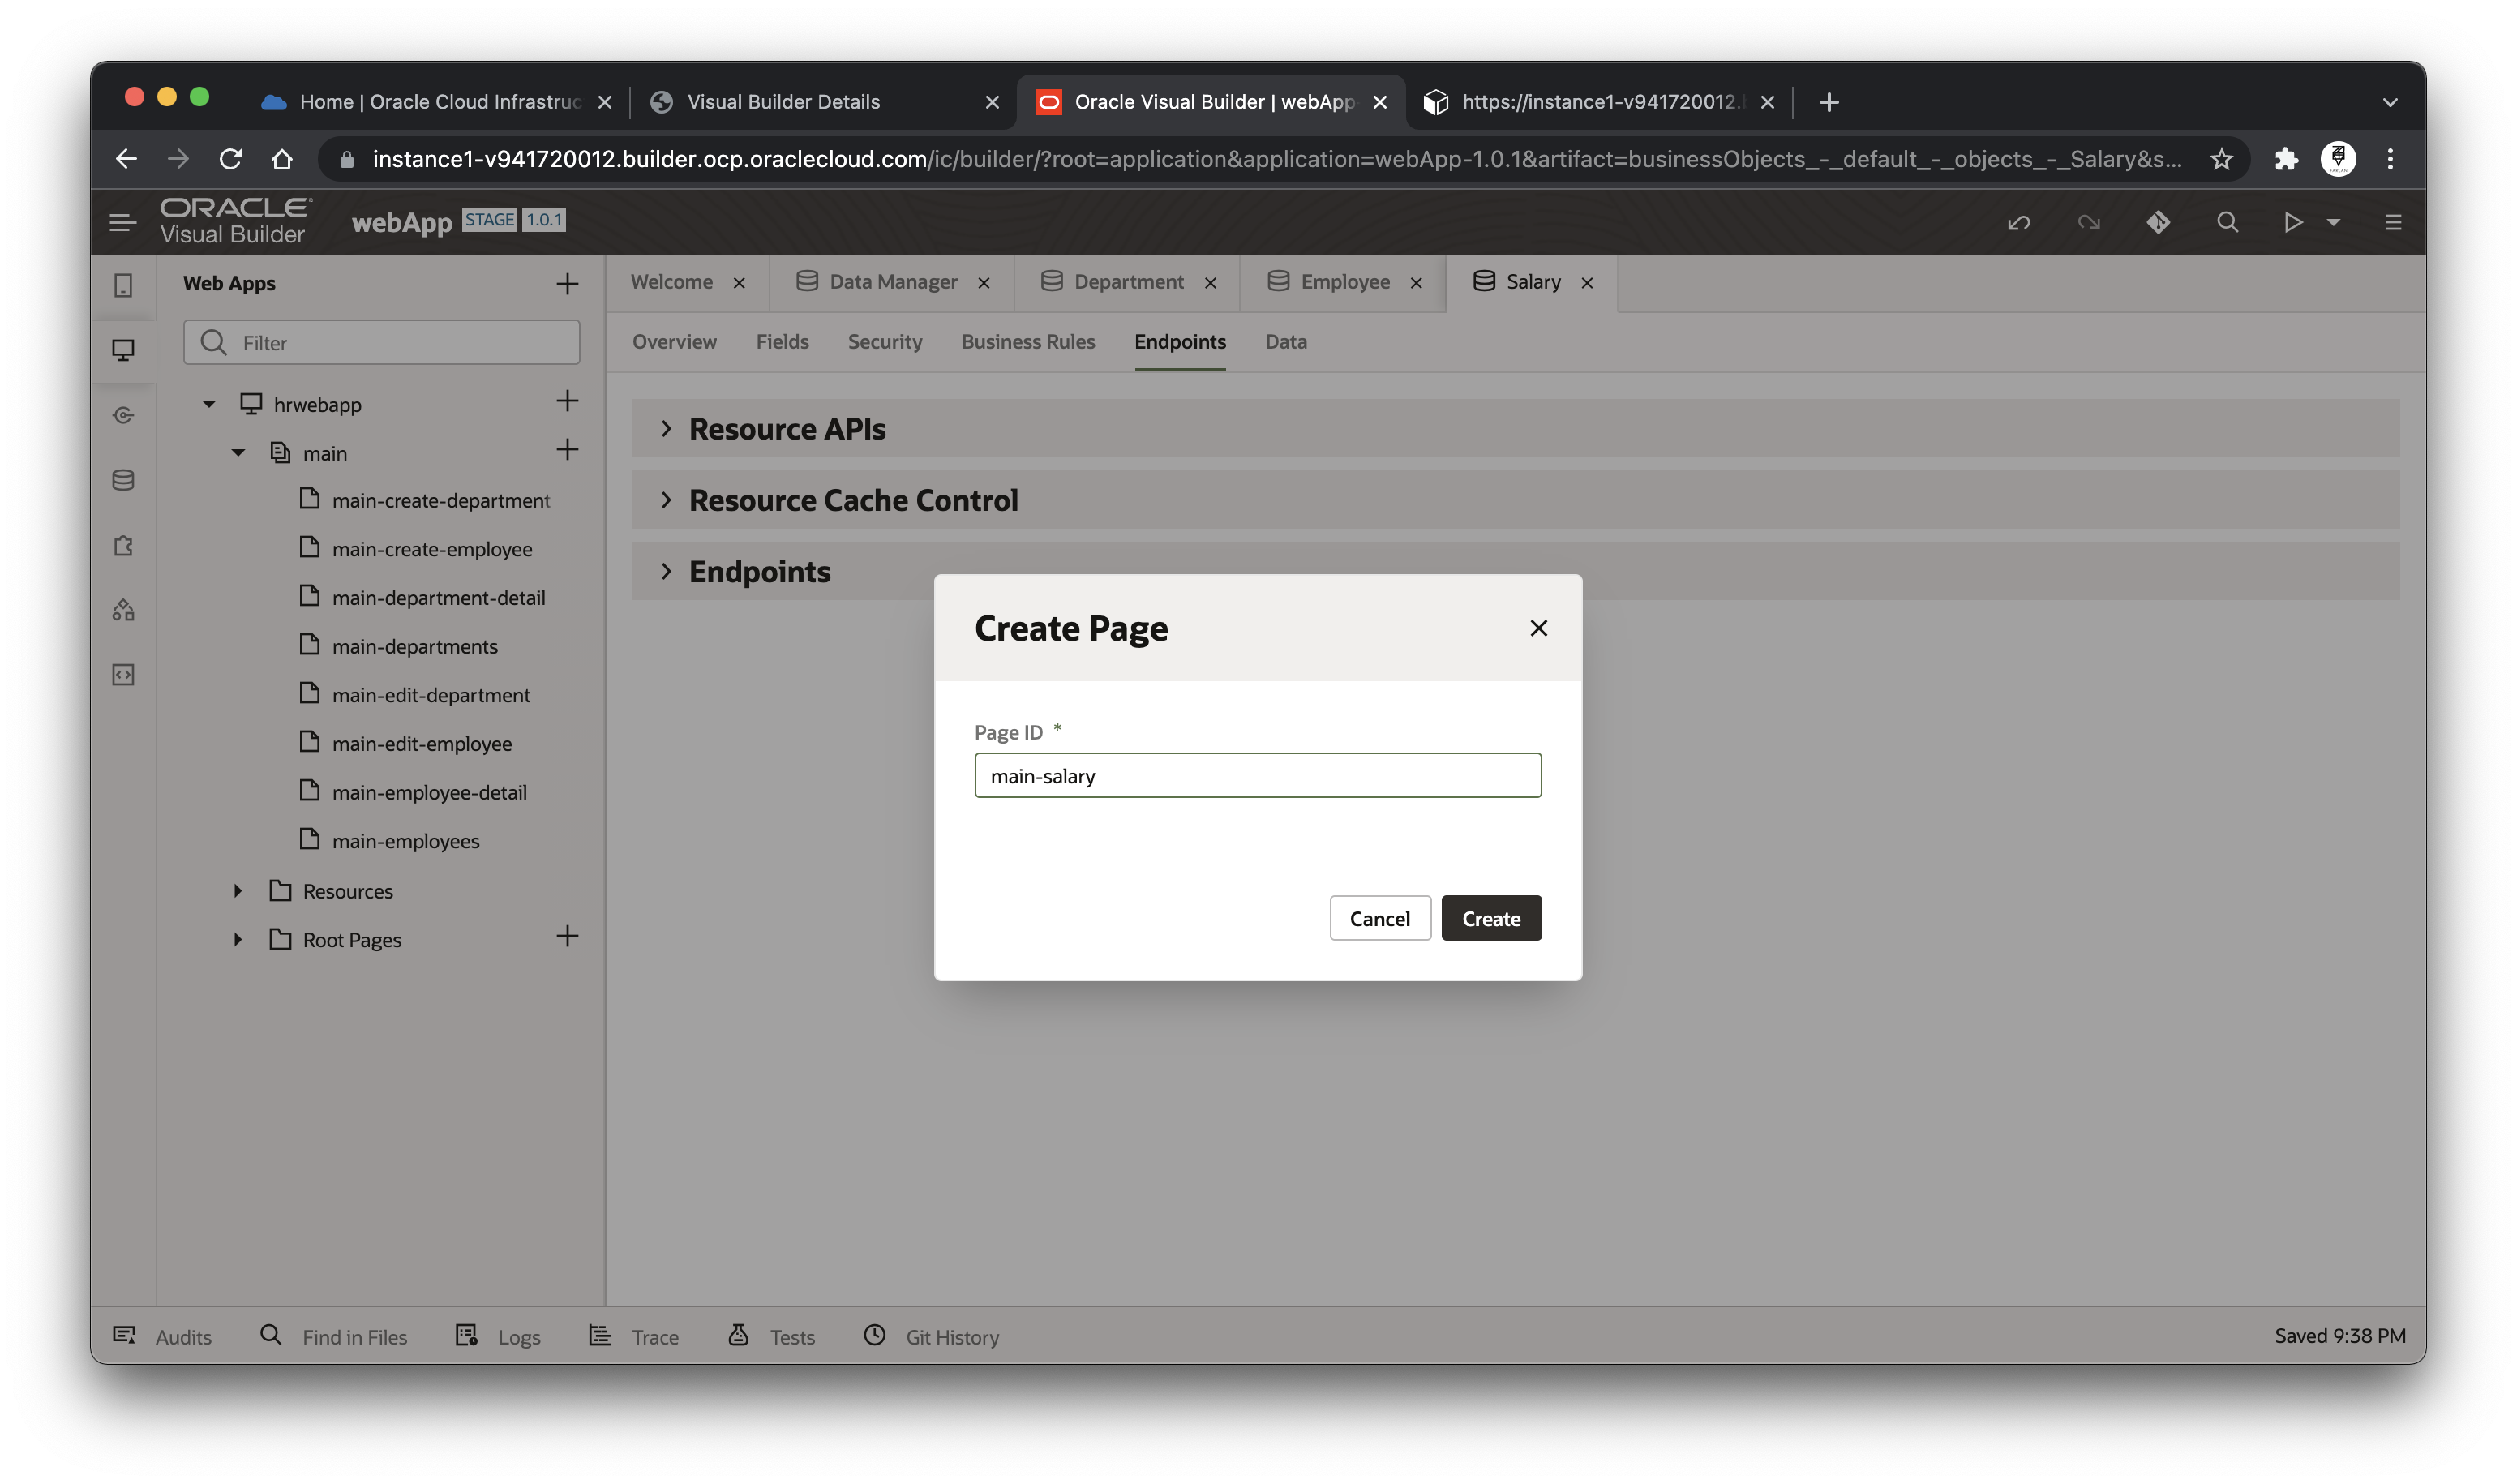 Home | Oracle Cloud Infrastruc
Visual Builder Details
Oracle Visual Builder | webApp-
https://instance1-v941720012.
instance1-v941720012.builder.ocp.oraclecloud.com/ic/builder/?root=application&application=webApp-1.0.1&artifact=businessObjects_-_default_-_objects_-_Salary&s...
ORACLE
Visual Builder
webApp STAGE 1.0.1
Web Apps
Filter
hrwebapp
main
main-create-department
main-create-employee
main-department-detail
main-departments
main-edit-department
main-edit-employee
main-employee-detail
main-employees
Resources
Root Pages
Welcome
Data Manager
Department
Employee
Salary
Overview
Fields
Security
Business Rules
Endpoints
Data
Resource APIs
Resource Cache Control
Endpoints
Create Page
Page ID *
main-salary
Cancel
Create
Audits
Find in Files
Logs
Trace
Tests
Git History
Saved 9:38 PM